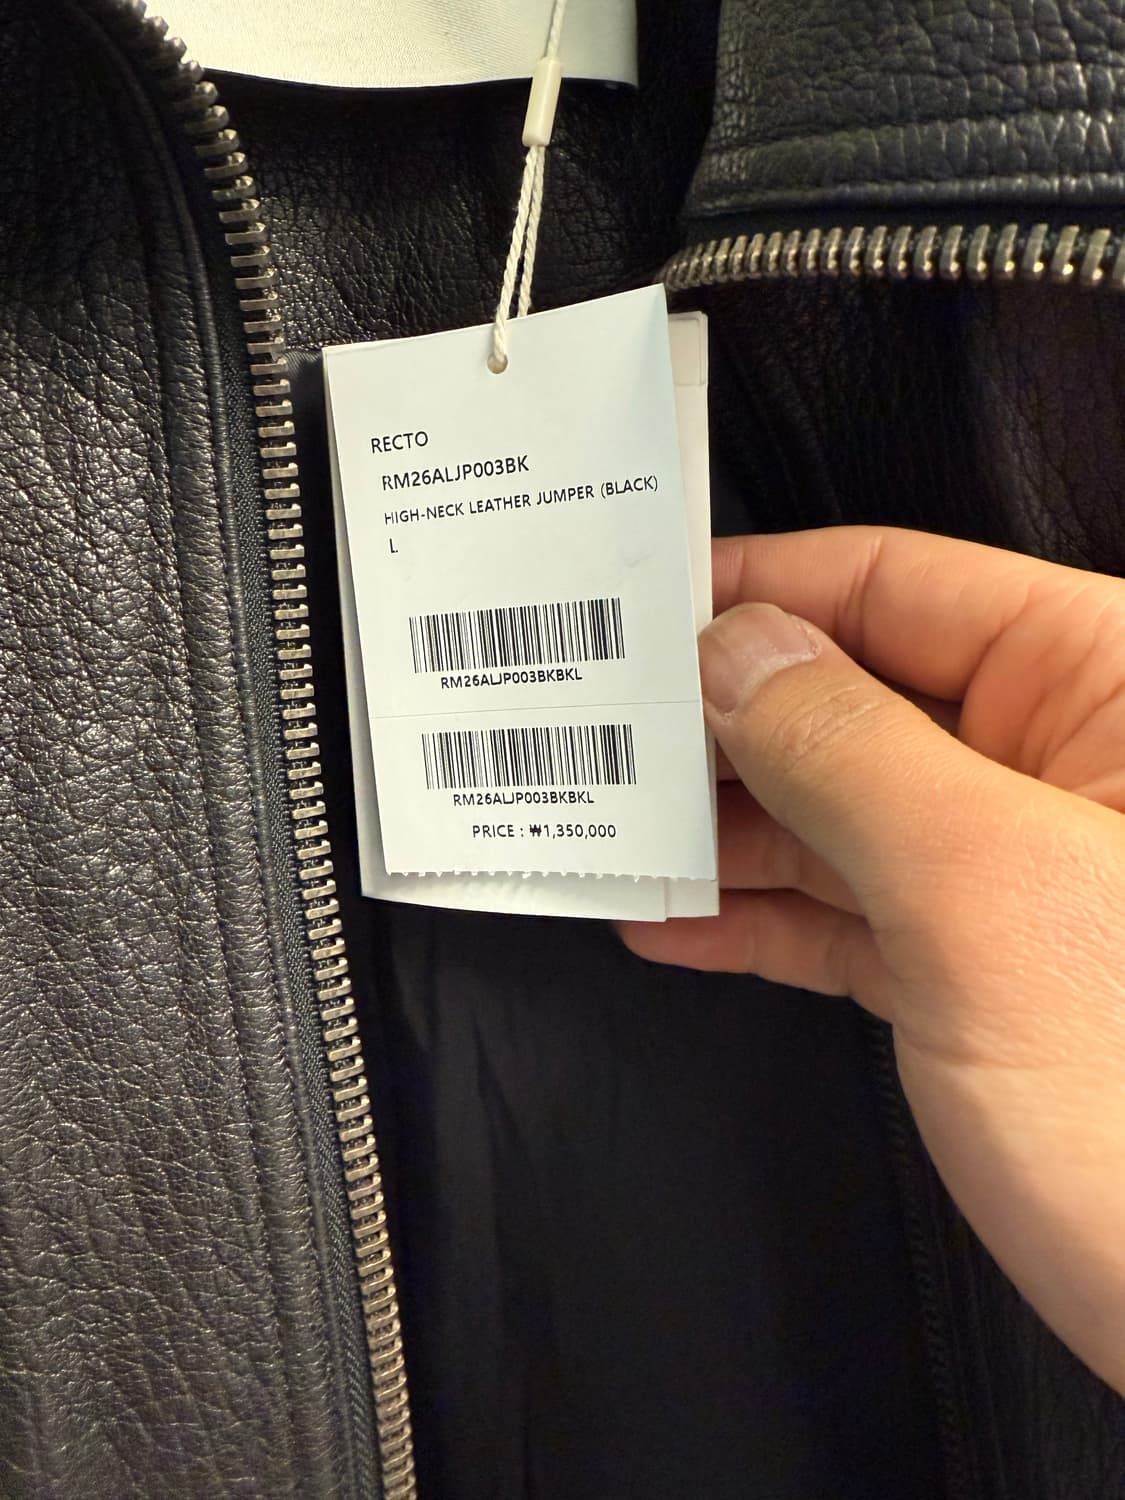 RECTO
RM26ALJP003BK
HIGH-NECK LEATHER JUMPER (BLACK)
L
RM26ALJP003BKBKL
RM26ALJP003BKBKL
PRICE : ₩1,350,000